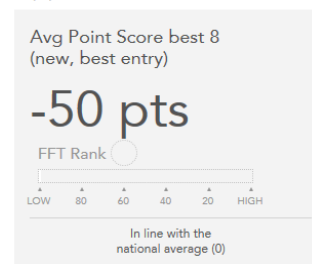 Avg Point Score best 8
(new, best entry)
-50 pts
FFT Rank
LOW 80 60 40 20 HIGH
In line with the
national average (0)